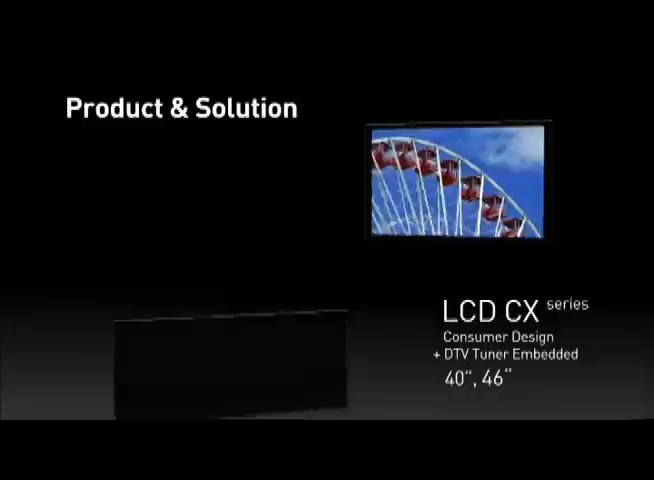 Product & Solution
LCD CX series
Consumer Design
+ DTV Tuner Embedded
40", 46"